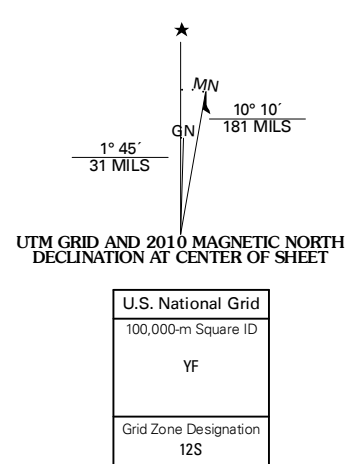 MN
10° 10´
181 MILS
GN
1° 45´
31 MILS
UTM GRID AND 2010 MAGNETIC NORTH
DECLINATION AT CENTER OF SHEET
U.S. National Grid
100,000-m Square ID
YF
Grid Zone Designation
12S